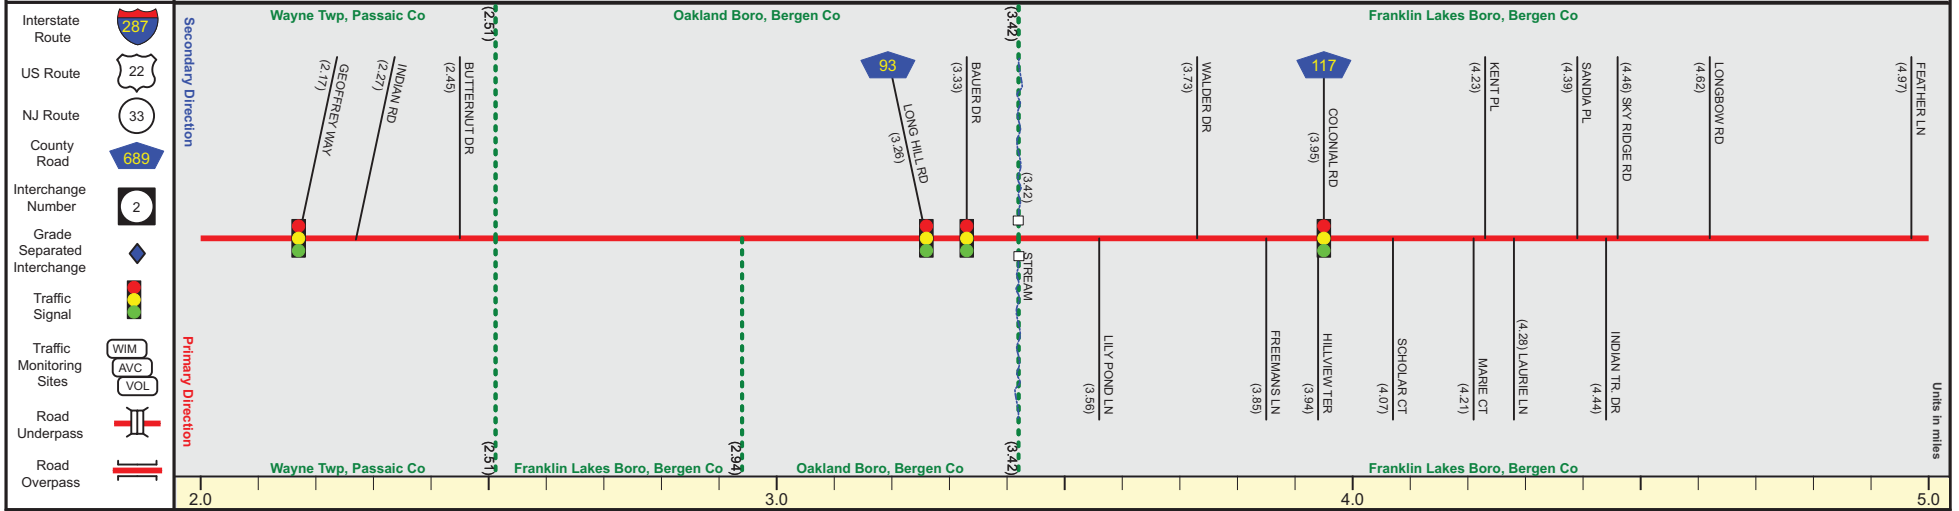 Interstate
Route
287
US Route
22
NJ Route
33
County
Road
689
Interchange
Number
2
Grade
Separated
Interchange
Traffic
Signal
Traffic
Monitoring
Sites
WIM
AVC
VOL
Road
Underpass
Road
Overpass
Secondary Direction
Primary Direction
Wayne Twp, Passaic Co
(2.51)
Oakland Boro, Bergen Co
(3.42)
Franklin Lakes Boro, Bergen Co
GEOFFREY WAY
(2.17)
INDIAN RD
(2.27)
BUTTERNUT DR
(2.45)
93
LONG HILL RD
(3.26)
BAUER DR
(3.33)
(3.42)
STREAM
WALDER DR
(3.73)
117
COLONIAL RD
(3.95)
KENT PL
(4.23)
SANDIA PL
(4.39)
(4.46) SKY RIDGE RD
LONGBOW RD
(4.62)
FEATHER LN
(4.97)
LILY POND LN
(3.56)
FREEMANS LN
(3.85)
HILLVIEW TER
(3.94)
SCHOLAR CT
(4.07)
MARIE CT
(4.21)
(4.28) LAURIE LN
INDIAN TR. DR
(4.44)
Units in miles
Wayne Twp, Passaic Co
(2.51)
Franklin Lakes Boro, Bergen Co
(2.94)
Oakland Boro, Bergen Co
(3.42)
Franklin Lakes Boro, Bergen Co
2.0
3.0
4.0
5.0